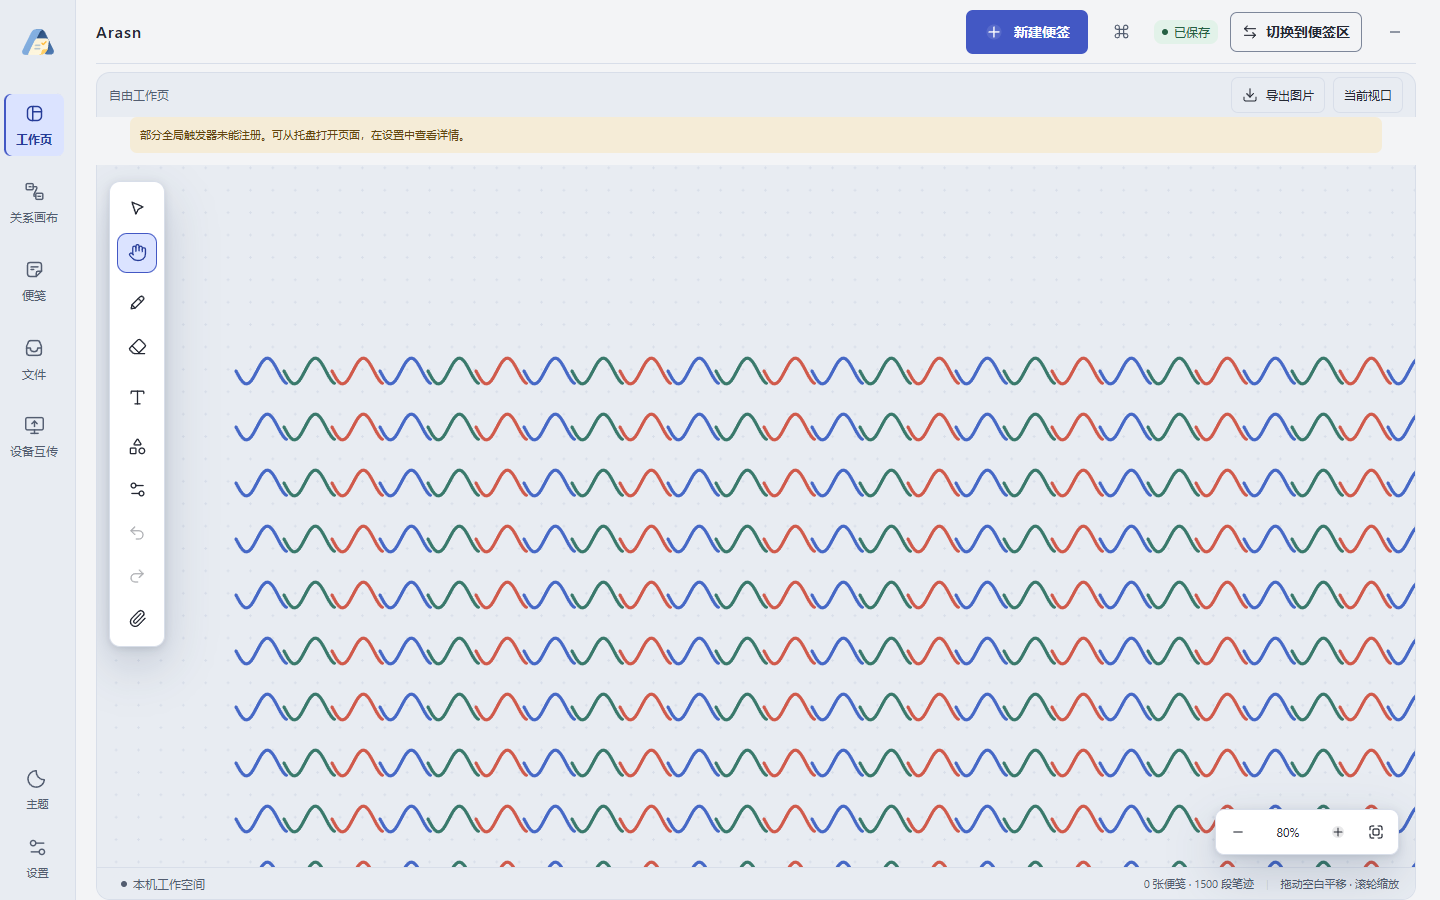 Arasn
新建便签
已保存
切换到便签区
工作页
关系画布
便笺
文件
设备互传
主题
设置
自由工作页
导出图片
当前视口
部分全局触发器未能注册。可从托盘打开页面，在设置中查看详情。
80%
本机工作空间
0 张便笺 · 1500 段笔迹
拖动空白平移 · 滚轮缩放